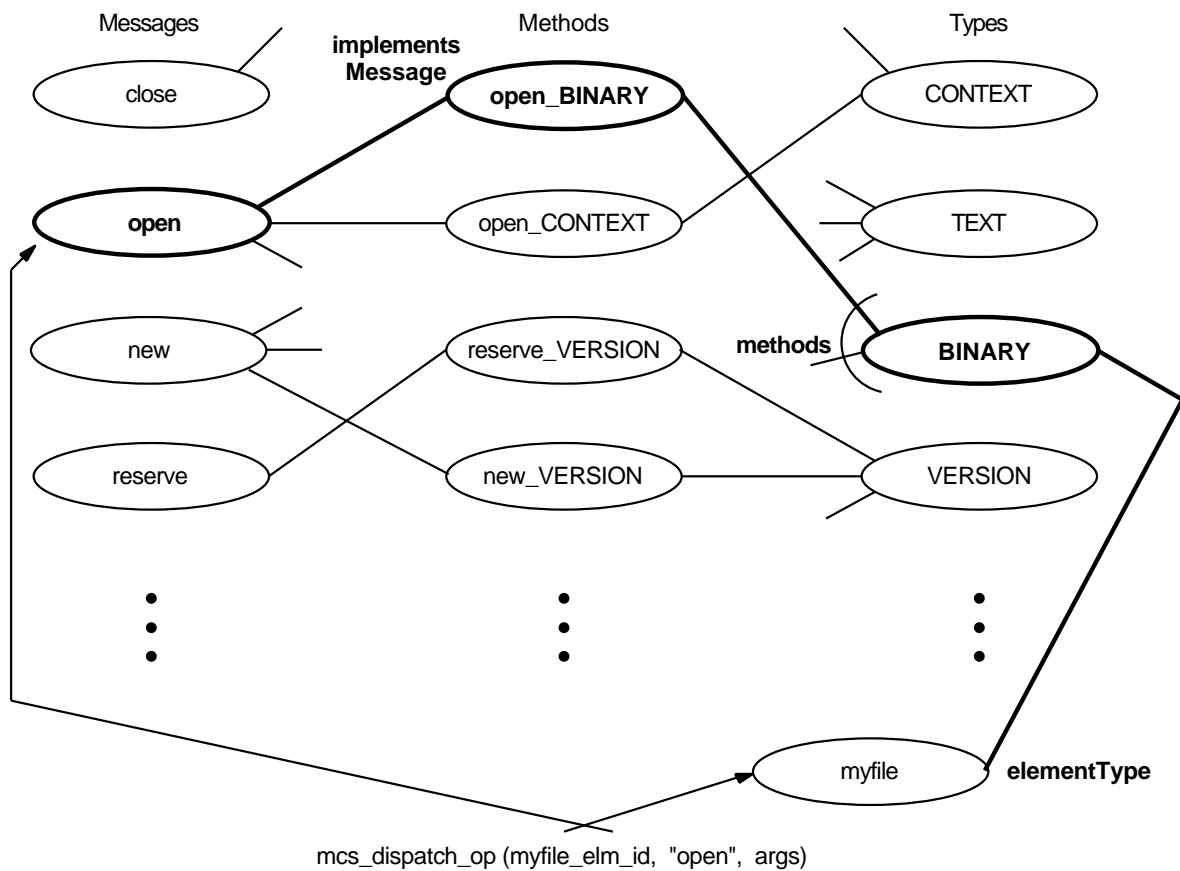 Messages
Methods
Types
implements
Message
close
open_BINARY
CONTEXT
open
open_CONTEXT
TEXT
new
reserve_VERSION
methods
BINARY
reserve
new_VERSION
VERSION
myfile
elementType
mcs_dispatch_op (myfile_elm_id, "open", args)